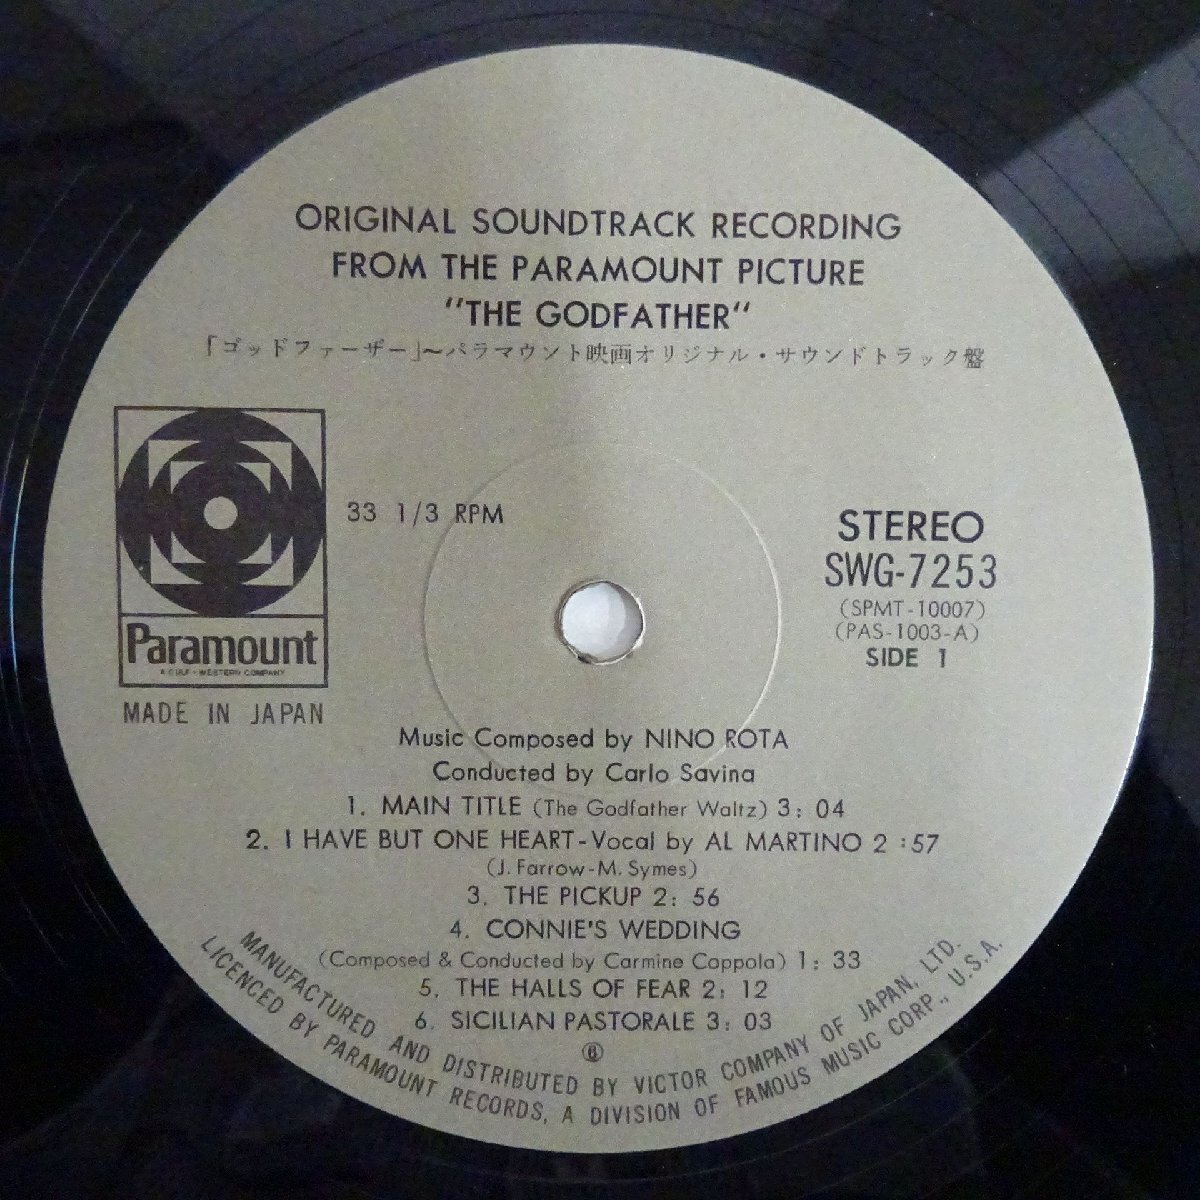 ORIGINAL SOUNDTRACK RECORDING
FROM THE PARAMOUNT PICTURE
"THE GODFATHER"
「ゴッドファーザー」〜パラマウント映画オリジナル・サウンドトラック盤
33 1/3 RPM
STEREO
SWG-7253
(SPMT-10007)
(PAS-1003-A)
SIDE 1
Paramount
A GULF + WESTERN COMPANY
MADE IN JAPAN
Music Composed by NINO ROTA
Conducted by Carlo Savina
1. MAIN TITLE (The Godfather Waltz) 3:04
2. I HAVE BUT ONE HEART-Vocal by AL MARTINO 2:57
(J. Farrow-M. Symes)
3. THE PICKUP 2:56
4. CONNIE'S WEDDING
(Composed & Conducted by Carmine Coppola) 1:33
5. THE HALLS OF FEAR 2:12
6. SICILIAN PASTORALE 3:03
MANUFACTURED AND DISTRIBUTED BY VICTOR COMPANY OF JAPAN, LTD.
LICENCED BY PARAMOUNT RECORDS, A DIVISION OF FAMOUS MUSIC CORP., U.S.A.